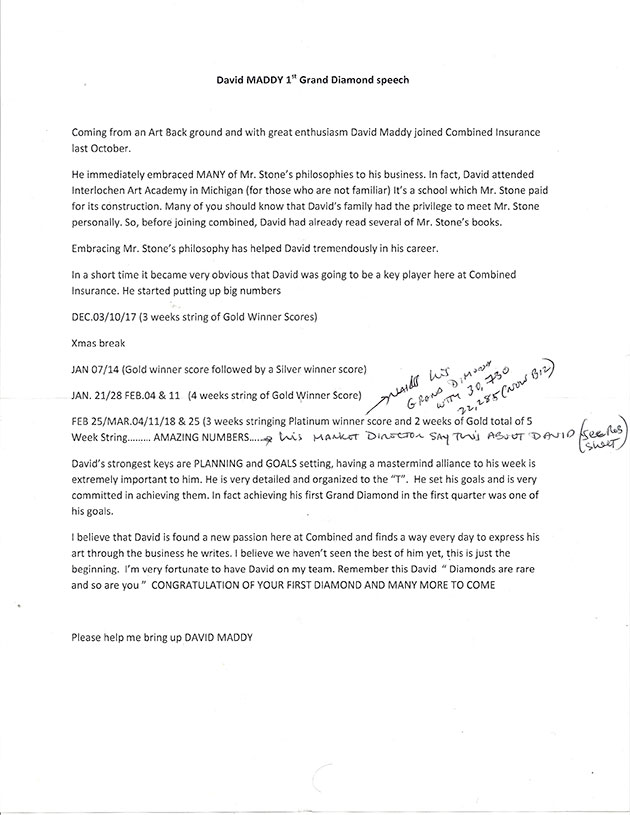 David MADDY 1st Grand Diamond speech
Coming from an Art Back ground and with great enthusiasm David Maddy joined Combined Insurance
last October.
He immediately embraced MANY of Mr. Stone's philosophies to his business. In fact, David attended
Interlochen Art Academy in Michigan (for those who are not familiar) It's a school which Mr. Stone paid
for its construction. Many of you should know that David's family had the privilege to meet Mr. Stone
personally. So, before joining combined, David had already read several of Mr. Stone's books.
Embracing Mr. Stone's philosophy has helped David tremendously in his career.
In a short time it became very obvious that David was going to be a key player here at Combined
Insurance. He started putting up big numbers
DEC.03/10/17 (3 weeks string of Gold Winner Scores)
Xmas break
JAN 07/14 (Gold winner score followed by a Silver winner score)
his DIAMOND
GRAND
WITH 30,730
22,285 (NOW BIZ)
JAN. 21/28 FEB.04 & 11 (4 weeks string of Gold Winner Score)
FEB 25/MAR.04/11/18 & 25 (3 weeks stringing Platinum winner score and 2 weeks of Gold total of 5
Week String......... AMAZING NUMBERS..... his MARKET DIRECTOR SAY THIS ABOUT DAVID (see
sheet)
David's strongest keys are PLANNING and GOALS setting, having a mastermind alliance to his week is
extremely important to him. He is very detailed and organized to the "T". He set his goals and is very
committed in achieving them. In fact achieving his first Grand Diamond in the first quarter was one of
his goals.
I believe that David is found a new passion here at Combined and finds a way every day to express his
art through the business he writes. I believe we haven't seen the best of him yet, this is just the
beginning. I'm very fortunate to have David on my team. Remember this David " Diamonds are rare
and so are you " CONGRATULATION OF YOUR FIRST DIAMOND AND MANY MORE TO COME
Please help me bring up DAVID MADDY